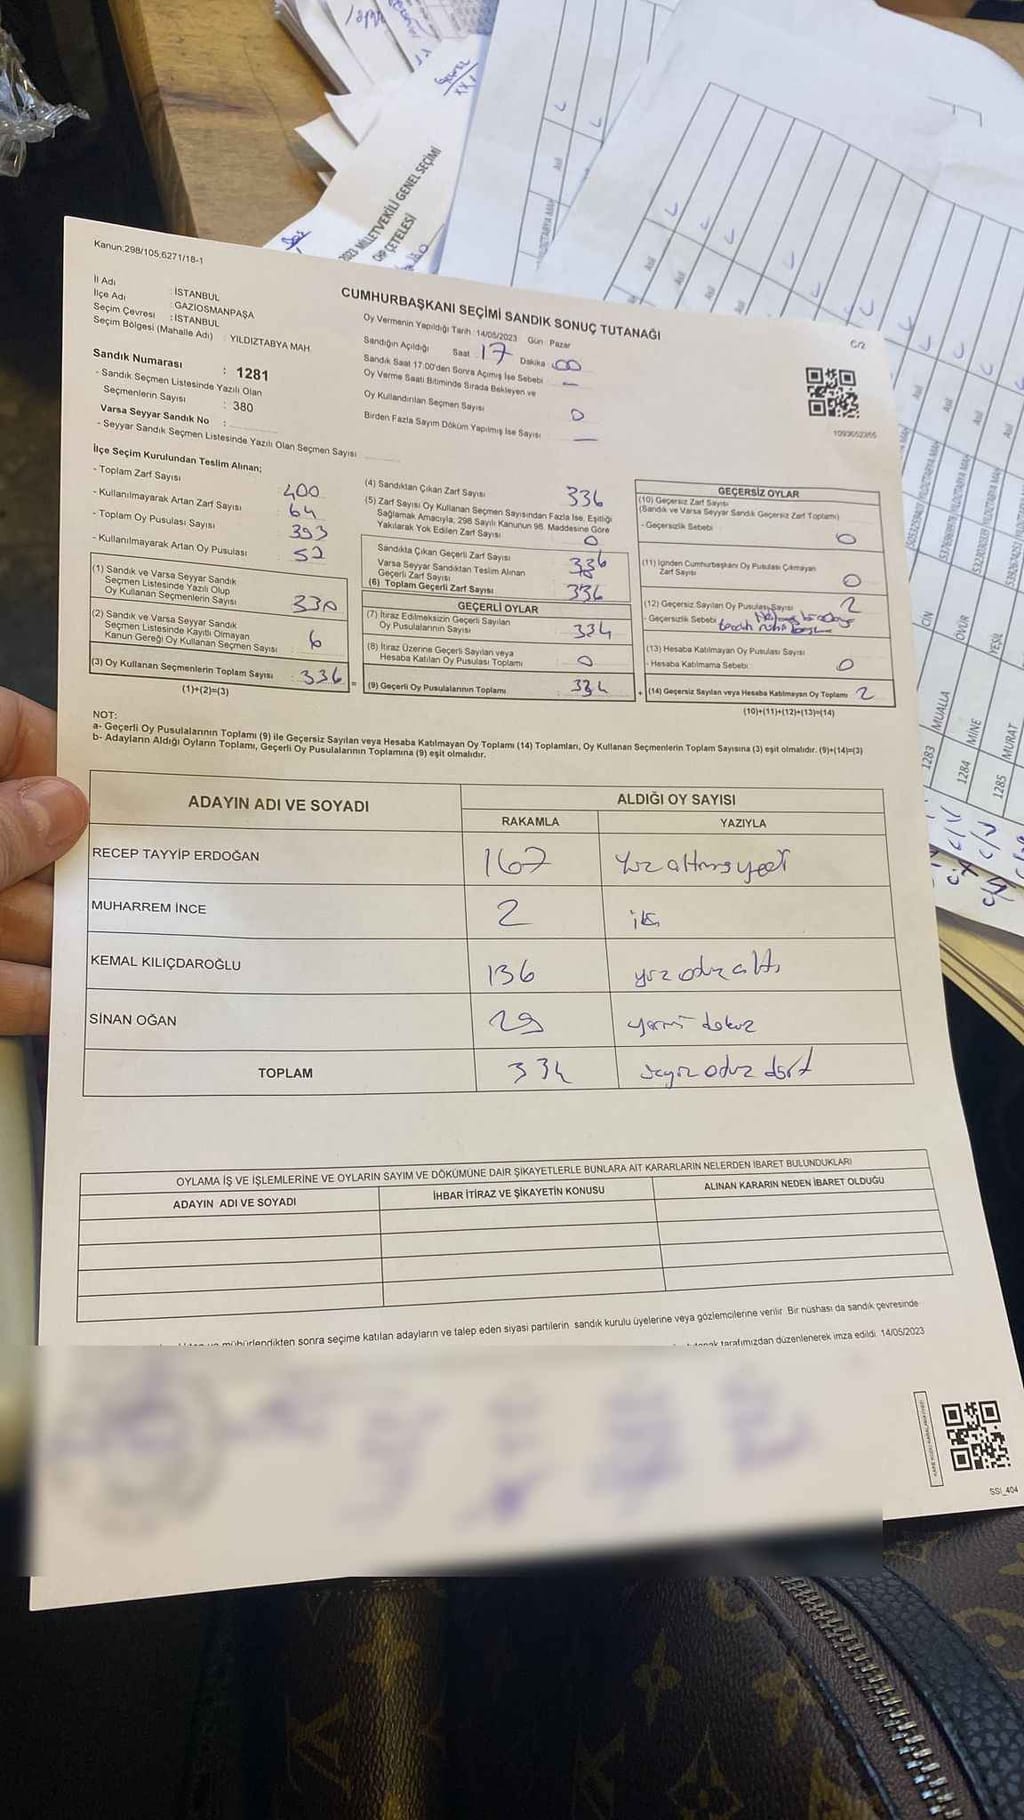 2023 MİLLETVEKİLİ GENEL SEÇİMİ
OY ÇETELESİ
Kanun;298/105,6271/18-1
CUMHURBAŞKANI SEÇİMİ SANDIK SONUÇ TUTANAĞI
C/2
İl Adı : İSTANBUL
İlçe Adı : GAZİOSMANPAŞA
Seçim Çevresi : İSTANBUL
Seçim Bölgesi (Mahalle Adı) : YILDIZTABYA MAH.
Sandık Numarası : 1281
- Sandık Seçmen Listesinde Yazılı Olan
Seçmenlerin Sayısı : 380
Varsa Seyyar Sandık No :
- Seyyar Sandık Seçmen Listesinde Yazılı Olan Seçmen Sayısı
Oy Vermenin Yapıldığı Tarih : 14/05/2023 Gün : Pazar
Sandığın Açıldığı Saat 17 Dakika 00
Sandık Saat 17:00'den Sonra Açımış İse Sebebi —
Oy Verme Saati Bitiminde Sırada Bekleyen ve
Oy Kullandırılan Seçmen Sayısı 0
Birden Fazla Sayım Döküm Yapılmış İse Sayısı —
1093652355
İlçe Seçim Kurulundan Teslim Alınan;
- Toplam Zarf Sayısı 400
- Kullanılmayarak Artan Zarf Sayısı 64
- Toplam Oy Pusulası Sayısı 393
- Kullanılmayarak Artan Oy Pusulası 52
(1) Sandık ve Varsa Seyyar Sandık
Seçmen Listesinde Yazılı Olup
Oy Kullanan Seçmenlerin Sayısı 330
(2) Sandık ve Varsa Seyyar Sandık
Seçmen Listesinde Kayıtlı Olmayan
Kanun Gereği Oy Kullanan Seçmen Sayısı 6
(3) Oy Kullanan Seçmenlerin Toplam Sayısı 336
(1)+(2)=(3)
(4) Sandıktan Çıkan Zarf Sayısı 336
(5) Zarf Sayısı Oy Kullanan Seçmen Sayısından Fazla İse, Eşitliği
Sağlamak Amacıyla, 298 Sayılı Kanunun 98. Maddesine Göre
Yakılarak Yok Edilen Zarf Sayısı 0
Sandıkta Çıkan Geçerli Zarf Sayısı 336
Varsa Seyyar Sandıktan Teslim Alınan
Geçerli Zarf Sayısı
(6) Toplam Geçerli Zarf Sayısı 336
GEÇERLİ OYLAR
(7) İtiraz Edilmeksizin Geçerli Sayılan
Oy Pusulalarının Sayısı 334
(8) İtiraz Üzerine Geçerli Sayılan veya
Hesaba Katılan Oy Pusulası Toplamı 0
(9) Geçerli Oy Pusulalarının Toplamı 334
GEÇERSİZ OYLAR
(10) Geçersiz Zarf Sayısı
(Sandık ve Varsa Seyyar Sandık Geçersiz Zarf Toplamı)
- Geçersizlik Sebebi 0
(11) İçinden Cumhurbaşkanı Oy Pusulası Çıkmayan
Zarf Sayısı 0
(12) Geçersiz Sayılan Oy Pusulası Sayısı 2
- Geçersizlik Sebebi
(13) Hesaba Katılmayan Oy Pusulası Sayısı
- Hesaba Katılmama Sebebi 0
(14) Geçersiz Sayılan veya Hesaba Katılmayan Oy Toplamı 2
(10)+(11)+(12)+(13)=(14)
NOT:
a- Geçerli Oy Pusulalarının Toplamı (9) ile Geçersiz Sayılan veya Hesaba Katılmayan Oy Toplamı (14) Toplamları, Oy Kullanan Seçmenlerin Toplam Sayısına (3) eşit olmalıdır. (9)+(14)=(3)
b- Adayların Aldığı Oyların Toplamı, Geçerli Oy Pusulalarının Toplamına (9) eşit olmalıdır.
ADAYIN ADI VE SOYADI ALDIĞI OY SAYISI
RAKAMLA YAZIYLA
RECEP TAYYİP ERDOĞAN 167 Yüz altmış yedi
MUHARREM İNCE 2 iki
KEMAL KILIÇDAROĞLU 136 yüz otuz altı
SİNAN OĞAN 29 yirmi dokuz
TOPLAM 334 üçyüz otuz dört
OYLAMA İŞ VE İŞLEMLERİNE VE OYLARIN SAYIM VE DÖKÜMÜNE DAİR ŞİKAYETLERLE BUNLARA AİT KARARLARIN NELERDEN İBARET BULUNDUKLARI
ADAYIN ADI VE SOYADI İHBAR İTİRAZ VE ŞİKAYETİN KONUSU ALINAN KARARIN NEDEN İBARET OLDUĞU
mühürlendikten sonra seçime katılan adayların ve talep eden siyasi partilerin sandık kurulu üyelerine veya gözlemcilerine verilir. Bir nüshası da sandık çevresinde
tarafımızdan düzenlenerek imza edildi. 14/05/2023
SSI_404
YILDIZTABYA MAH
1283 MUALLA ÖN
1284 MİNE
1285 MURAT YEŞİL